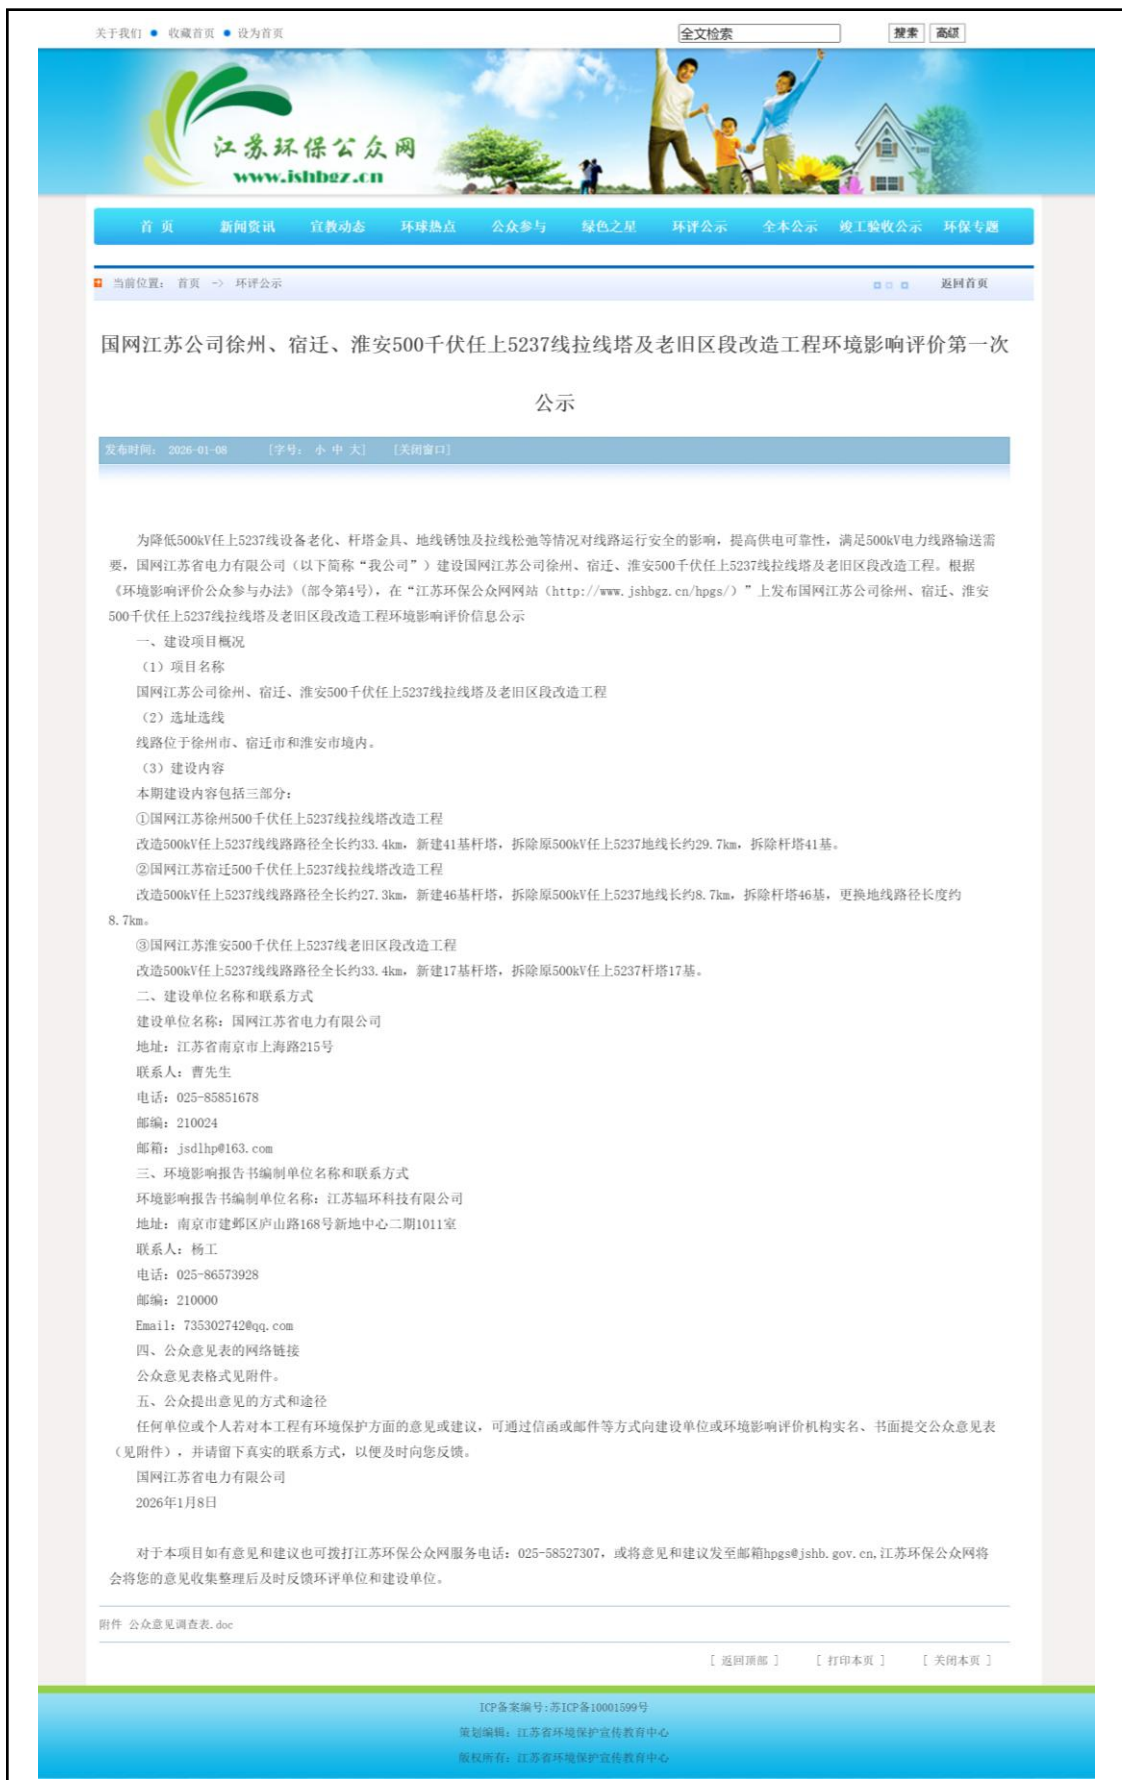 关于我们 ● 收藏首页 ● 设为首页 全文检索 搜索 高级
江苏环保公众网
www.jshbgz.cn
首 页 新闻资讯 宣教动态 环球热点 公众参与 绿色之星 环评公示 全本公示 竣工验收公示 环保专题
当前位置： 首页 -> 环评公示 返回首页
国网江苏公司徐州、宿迁、淮安500千伏任上5237线拉线塔及老旧区段改造工程环境影响评价第一次
公示
发布时间： 2026-01-08 [字号： 小 中 大] [关闭窗口]
为降低500kV任上5237线设备老化、杆塔金具、地线锈蚀及拉线松弛等情况对线路运行安全的影响，提高供电可靠性，满足500kV电力线路输送需
要，国网江苏省电力有限公司（以下简称“我公司”）建设国网江苏公司徐州、宿迁、淮安500千伏任上5237线拉线塔及老旧区段改造工程。根据
《环境影响评价公众参与办法》(部令第4号)，在“江苏环保公众网网站（http://www.jshbgz.cn/hpgs/）”上发布国网江苏公司徐州、宿迁、淮安
500千伏任上5237线拉线塔及老旧区段改造工程环境影响评价信息公示
一、建设项目概况
（1）项目名称
国网江苏公司徐州、宿迁、淮安500千伏任上5237线拉线塔及老旧区段改造工程
（2）选址选线
线路位于徐州市、宿迁市和淮安市境内。
（3）建设内容
本期建设内容包括三部分：
①国网江苏徐州500千伏任上5237线拉线塔改造工程
改造500kV任上5237线线路路径全长约33.4km，新建41基杆塔，拆除原500kV任上5237地线长约29.7km，拆除杆塔41基。
②国网江苏宿迁500千伏任上5237线拉线塔改造工程
改造500kV任上5237线线路路径全长约27.3km，新建46基杆塔，拆除原500kV任上5237地线长约8.7km，拆除杆塔46基，更换地线路径长度约
8.7km。
③国网江苏淮安500千伏任上5237线老旧区段改造工程
改造500kV任上5237线线路路径全长约33.4km，新建17基杆塔，拆除原500kV任上5237杆塔17基。
二、建设单位名称和联系方式
建设单位名称：国网江苏省电力有限公司
地址：江苏省南京市上海路215号
联系人：曹先生
电话：025-85851678
邮编：210024
邮箱：jsdlhp@163.com
三、环境影响报告书编制单位名称和联系方式
环境影响报告书编制单位名称：江苏辐环科技有限公司
地址：南京市建邺区庐山路168号新地中心二期1011室
联系人：杨工
电话：025-86573928
邮编：210000
Email：735302742@qq.com
四、公众意见表的网络链接
公众意见表格式见附件。
五、公众提出意见的方式和途径
任何单位或个人若对本工程有环境保护方面的意见或建议，可通过信函或邮件等方式向建设单位或环境影响评价机构实名、书面提交公众意见表
（见附件），并请留下真实的联系方式，以便及时向您反馈。
国网江苏省电力有限公司
2026年1月8日
对于本项目如有意见和建议也可拨打江苏环保公众网服务电话：025-58527307，或将意见和建议发至邮箱hpgs@jshb.gov.cn,江苏环保公众网将
会将您的意见收集整理后及时反馈环评单位和建设单位。
附件 公众意见调查表.doc
[ 返回顶部 ] [ 打印本页 ] [ 关闭本页 ]
ICP备案编号:苏ICP备10001599号
策划编辑：江苏省环境保护宣传教育中心
版权所有：江苏省环境保护宣传教育中心